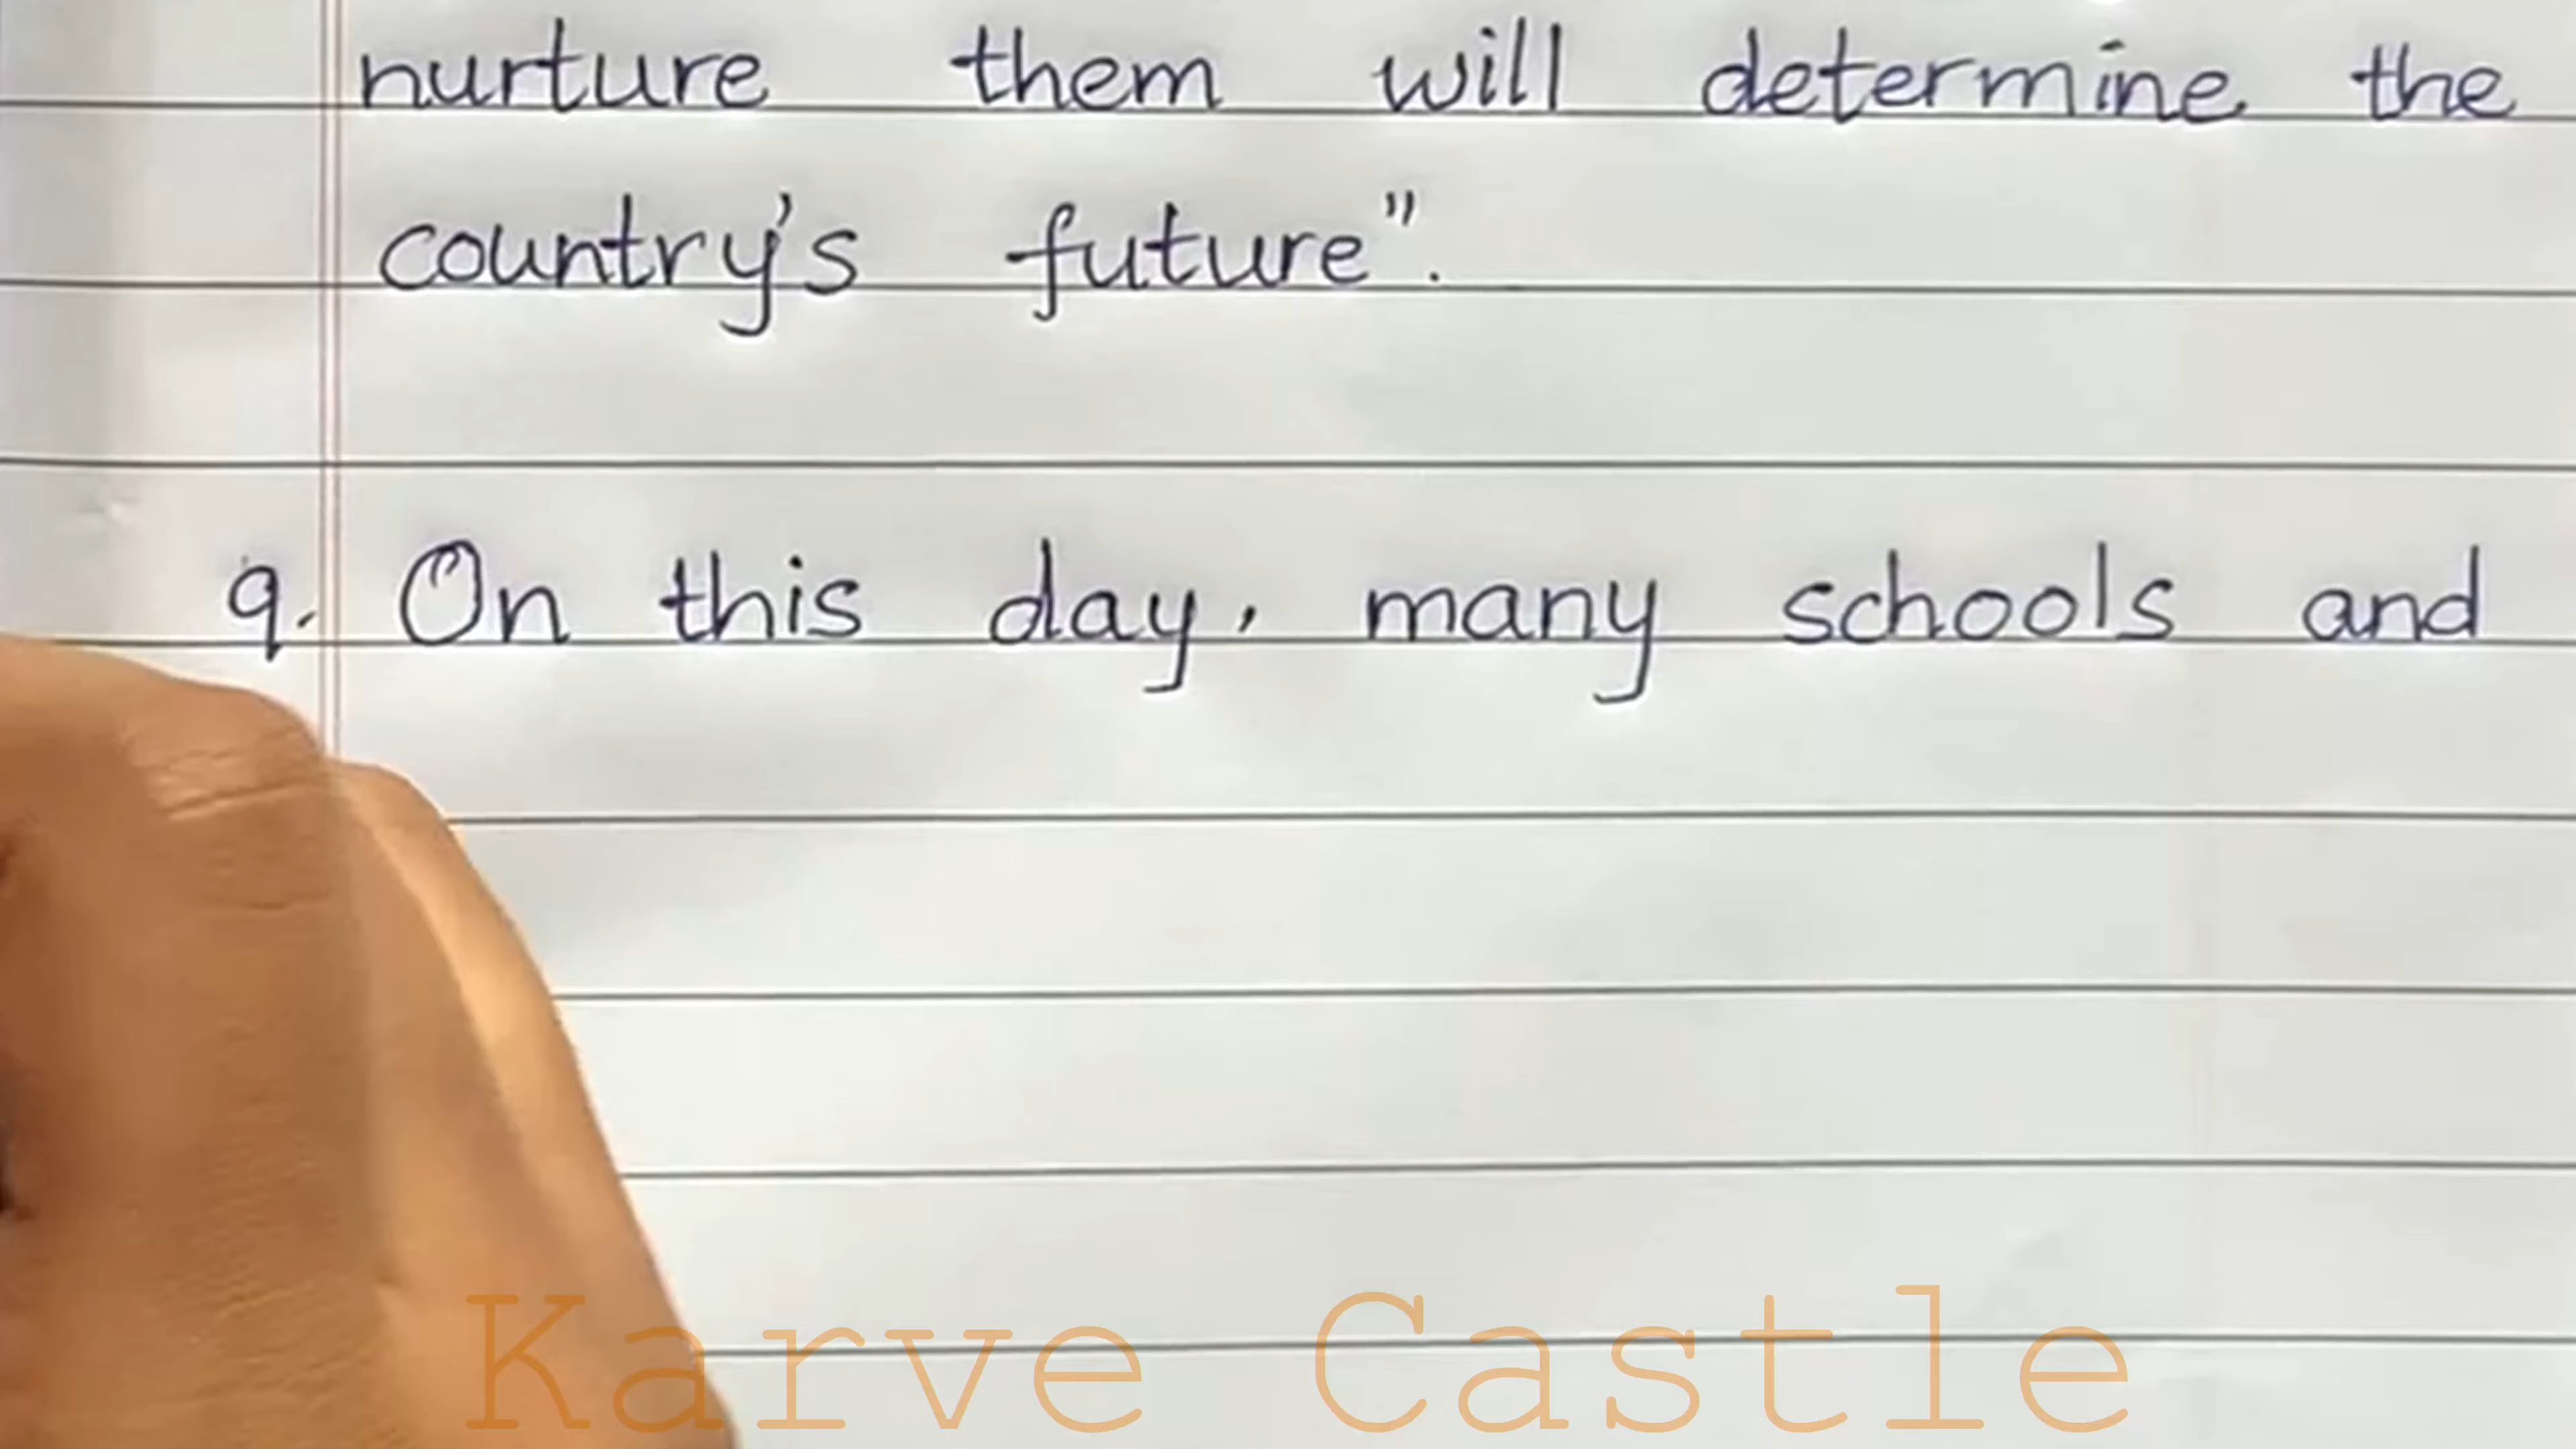 nurture them will determine the
country's future".
9. On this day, many schools and
Karve Castle